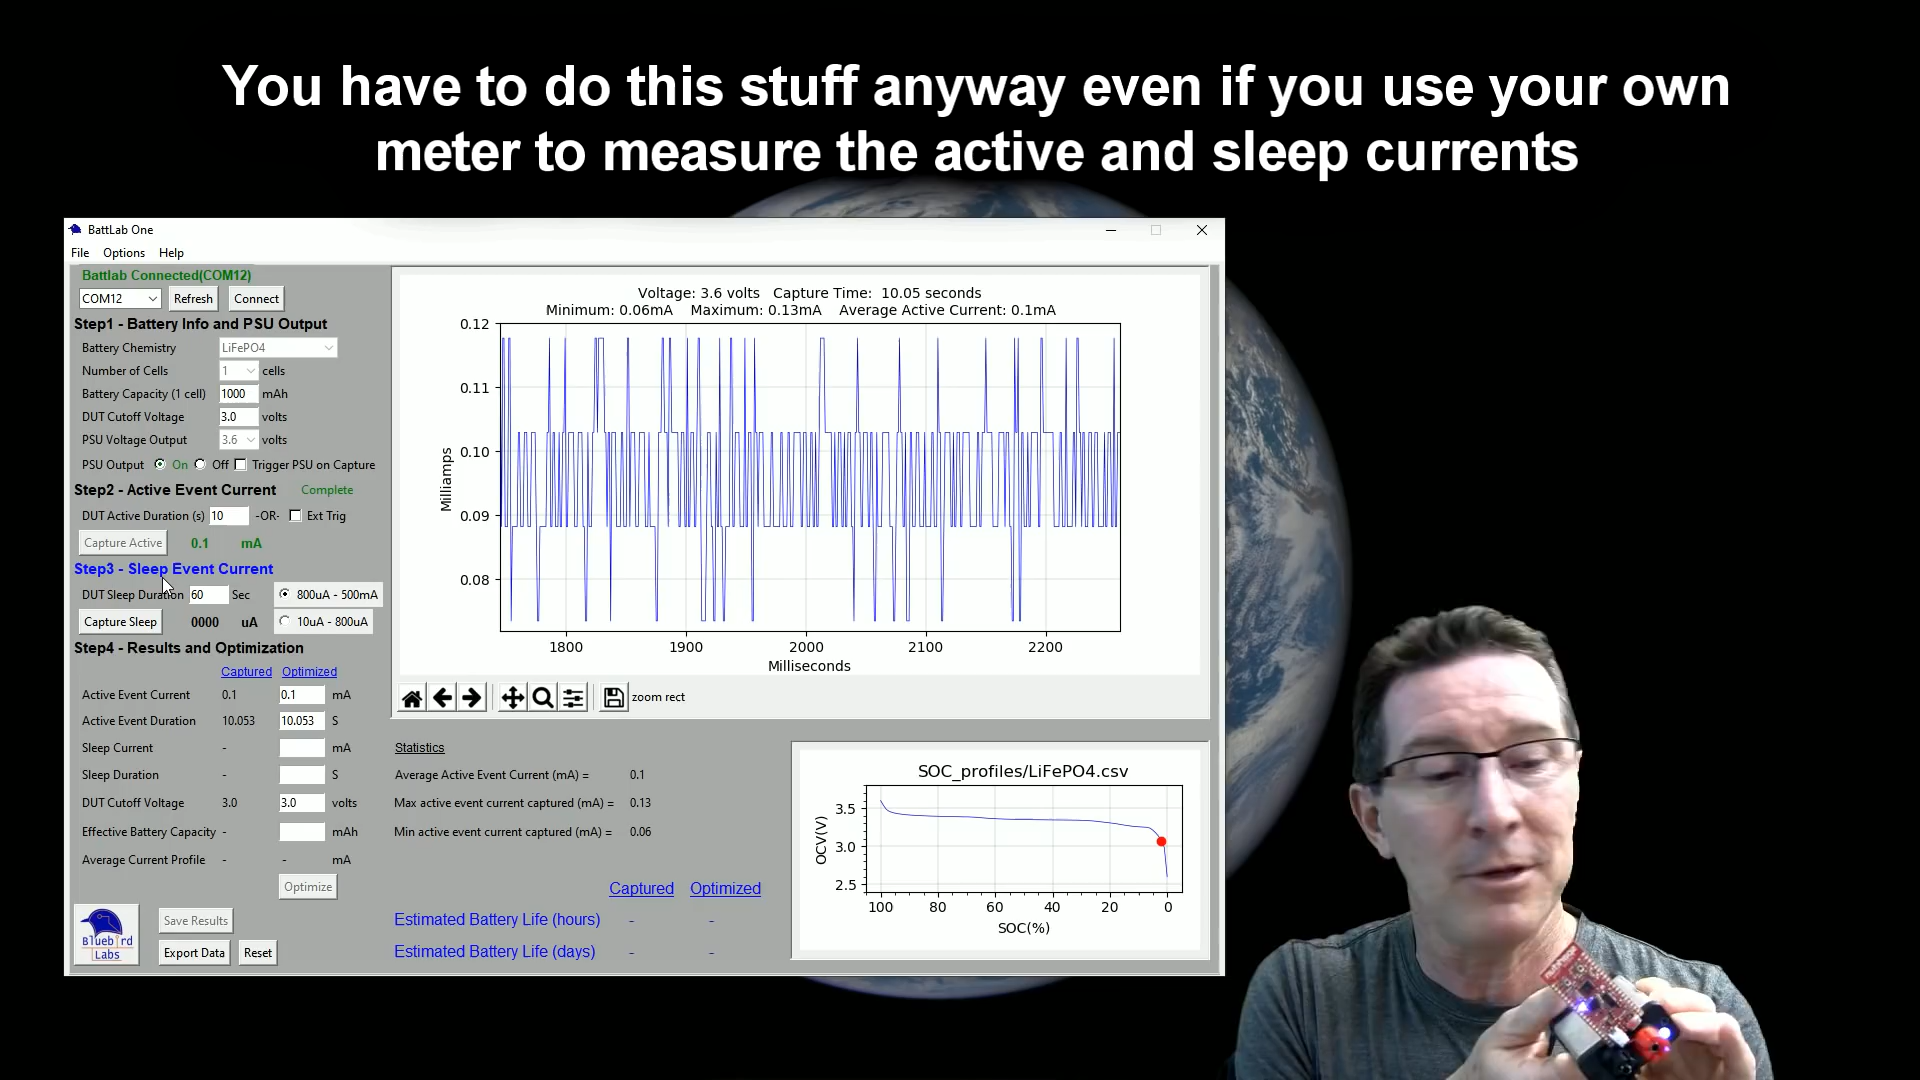 You have to do this stuff anyway even if you use your own
meter to measure the active and sleep currents
BattLab One
File Options Help
Battlab Connected(COM12)
COM12 Refresh Connect
Step1 - Battery Info and PSU Output
Battery Chemistry LiFePO4
Number of Cells 1 cells
Battery Capacity (1 cell) 1000 mAh
DUT Cutoff Voltage 3.0 volts
PSU Voltage Output 3.6 volts
PSU Output On Off Trigger PSU on Capture
Step2 - Active Event Current Complete
DUT Active Duration (s) 10 -OR- Ext Trig
Capture Active 0.1 mA
Step3 - Sleep Event Current
DUT Sleep Duration 60 Sec 800uA - 500mA
Capture Sleep 0000 uA 10uA - 800uA
Step4 - Results and Optimization
Captured Optimized
Active Event Current 0.1 0.1 mA
Active Event Duration 10.053 10.053 S
Sleep Current - mA
Sleep Duration - S
DUT Cutoff Voltage 3.0 3.0 volts
Effective Battery Capacity - mAh
Average Current Profile - - mA
Optimize
Bluebird
Labs
Save Results
Export Data Reset
Voltage: 3.6 volts Capture Time: 10.05 seconds
Minimum: 0.06mA Maximum: 0.13mA Average Active Current: 0.1mA
0.12
0.11
0.10
0.09
0.08
Milliamps
1800 1900 2000 2100 2200
Milliseconds
zoom rect
Statistics
Average Active Event Current (mA) = 0.1
Max active event current captured (mA) = 0.13
Min active event current captured (mA) = 0.06
Captured Optimized
Estimated Battery Life (hours) - -
Estimated Battery Life (days) - -
SOC_profiles/LiFePO4.csv
3.5
3.0
2.5
OCV(V)
100 80 60 40 20 0
SOC(%)